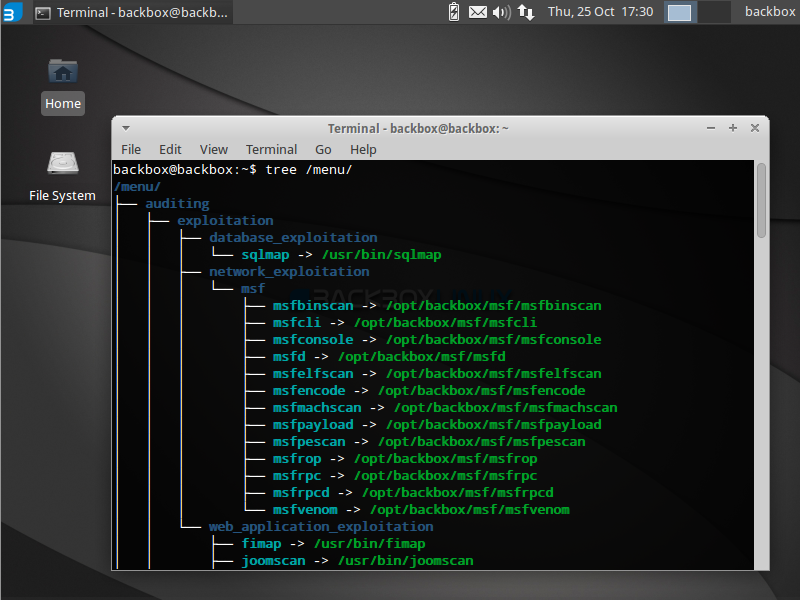 Terminal - backbox@backb...
Thu, 25 Oct 17:30
backbox
Home
File System
Terminal - backbox@backbox: ~
File Edit View Terminal Go Help
backbox@backbox:~$ tree /menu/
/menu/
├── auditing
│   ├── exploitation
│   │   ├── database_exploitation
│   │   │   └── sqlmap -> /usr/bin/sqlmap
│   │   ├── network_exploitation
│   │   │   └── msf
│   │   │       ├── msfbinscan -> /opt/backbox/msf/msfbinscan
│   │   │       ├── msfcli -> /opt/backbox/msf/msfcli
│   │   │       ├── msfconsole -> /opt/backbox/msf/msfconsole
│   │   │       ├── msfd -> /opt/backbox/msf/msfd
│   │   │       ├── msfelfscan -> /opt/backbox/msf/msfelfscan
│   │   │       ├── msfencode -> /opt/backbox/msf/msfencode
│   │   │       ├── msfmachscan -> /opt/backbox/msf/msfmachscan
│   │   │       ├── msfpayload -> /opt/backbox/msf/msfpayload
│   │   │       ├── msfpescan -> /opt/backbox/msf/msfpescan
│   │   │       ├── msfrop -> /opt/backbox/msf/msfrop
│   │   │       ├── msfrpc -> /opt/backbox/msf/msfrpc
│   │   │       ├── msfrpcd -> /opt/backbox/msf/msfrpcd
│   │   │       └── msfvenom -> /opt/backbox/msf/msfvenom
│   │   └── web_application_exploitation
│   │       ├── fimap -> /usr/bin/fimap
│   │       ├── joomscan -> /usr/bin/joomscan